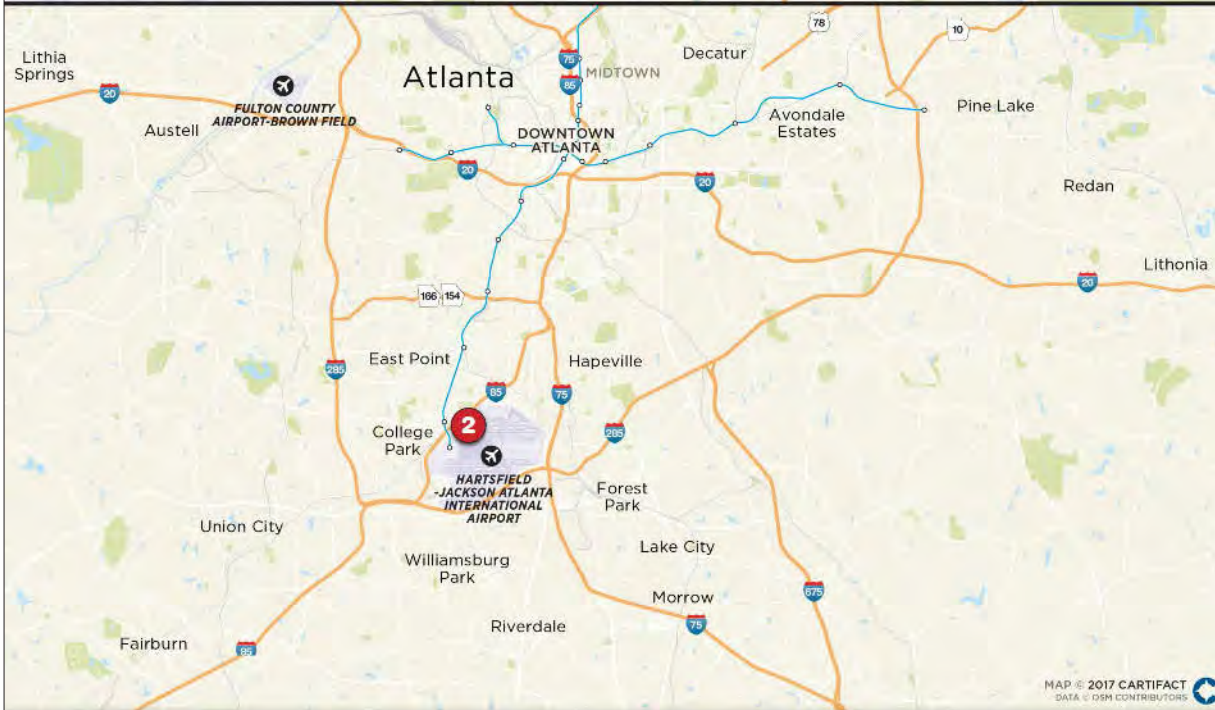 78
10
Lithia
Springs
Decatur
75
Atlanta
MIDTOWN
85
20
FULTON COUNTY
AIRPORT-BROWN FIELD
Pine Lake
Avondale
Estates
Austell
DOWNTOWN
ATLANTA
20
20
Redan
Lithonia
20
166
154
East Point
Hapeville
285
85
75
2
College
Park
285
HARTSFIELD
-JACKSON ATLANTA
INTERNATIONAL
AIRPORT
Forest
Park
Union City
Lake City
Williamsburg
Park
675
Morrow
75
Riverdale
Fairburn
85
MAP © 2017 CARTIFACT
DATA © OSM CONTRIBUTORS